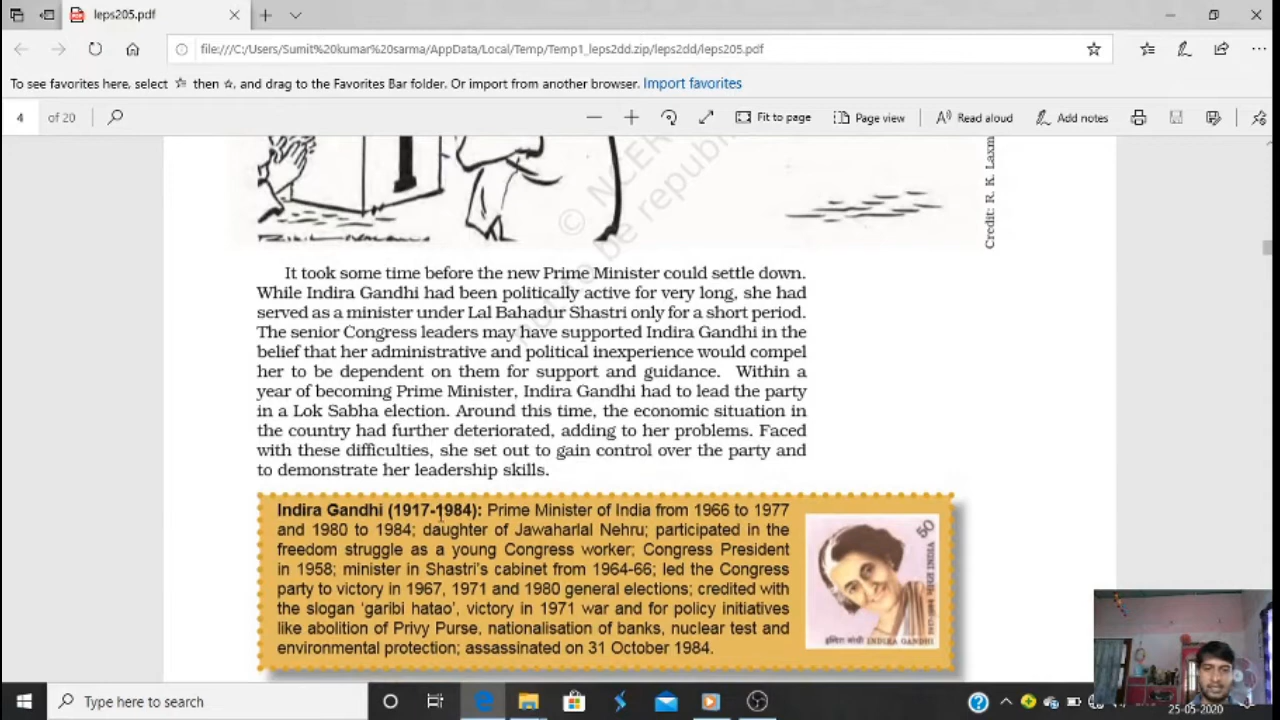 leps205.pdf
file:///C:/Users/Sumit%20kumar%20sarma/AppData/Local/Temp/Temp1_leps2dd.zip/leps2dd/leps205.pdf
To see favorites here, select then, and drag to the Favorites Bar folder. Or import from another browser. Import favorites
4 of 20 Fit to page Page view Read aloud Add notes
© NCER
be republi
Credit: R. K. Laxm
It took some time before the new Prime Minister could settle down.
While Indira Gandhi had been politically active for very long, she had
served as a minister under Lal Bahadur Shastri only for a short period.
The senior Congress leaders may have supported Indira Gandhi in the
belief that her administrative and political inexperience would compel
her to be dependent on them for support and guidance. Within a
year of becoming Prime Minister, Indira Gandhi had to lead the party
in a Lok Sabha election. Around this time, the economic situation in
the country had further deteriorated, adding to her problems. Faced
with these difficulties, she set out to gain control over the party and
to demonstrate her leadership skills.
Indira Gandhi (1917-1984): Prime Minister of India from 1966 to 1977
and 1980 to 1984; daughter of Jawaharlal Nehru; participated in the
freedom struggle as a young Congress worker; Congress President
in 1958; minister in Shastri's cabinet from 1964-66; led the Congress
party to victory in 1967, 1971 and 1980 general elections; credited with
the slogan 'garibi hatao', victory in 1971 war and for policy initiatives
like abolition of Privy Purse, nationalisation of banks, nuclear test and
environmental protection; assassinated on 31 October 1984.
50
भारत INDIA
1917-1984
इंदिरा गांधी INDIRA GANDHI
Type here to search
25-05-2020